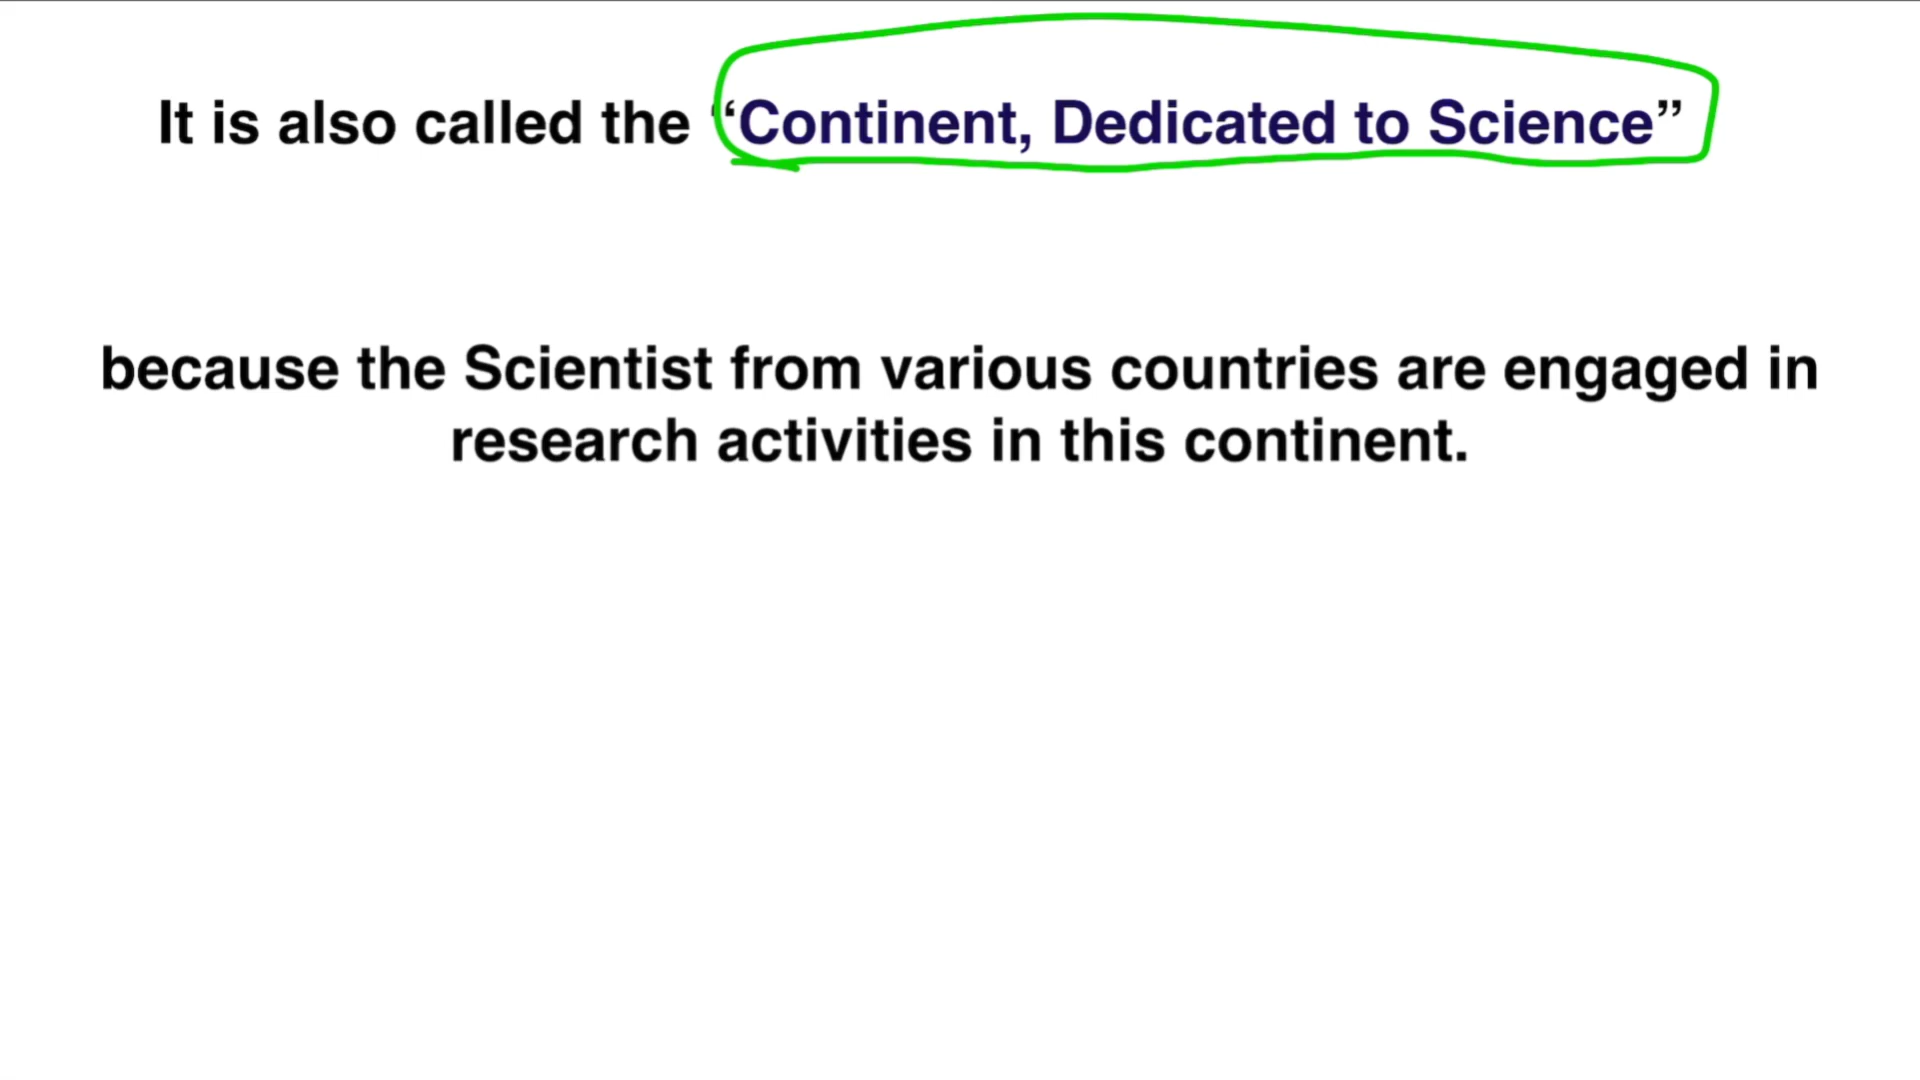 It is also called the “Continent, Dedicated to Science”
because the Scientist from various countries are engaged in
research activities in this continent.